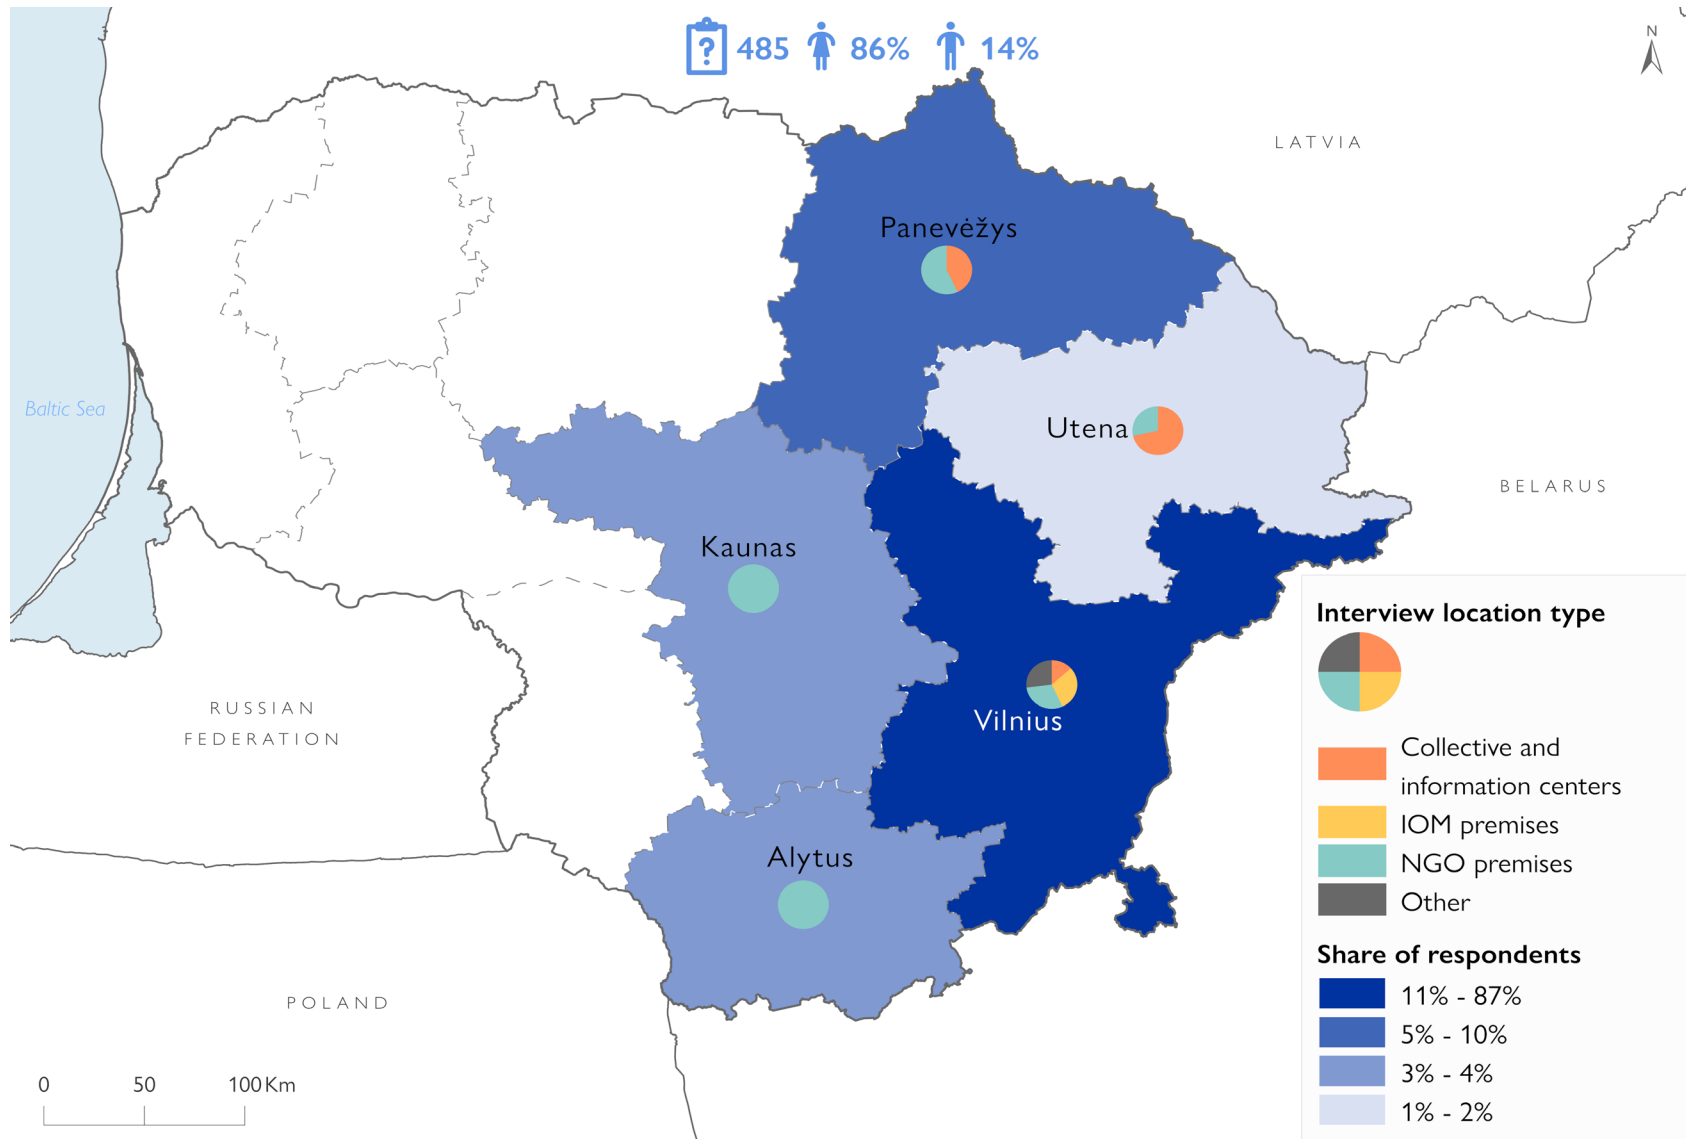 485 86% 14%
N
LATVIA
Panevėžys
Baltic Sea
Utena
BELARUS
Kaunas
Interview location type
RUSSIAN
FEDERATION
Vilnius
Collective and
information centers
IOM premises
NGO premises
Other
Alytus
Share of respondents
11% - 87%
5% - 10%
3% - 4%
1% - 2%
POLAND
0 50 100 Km